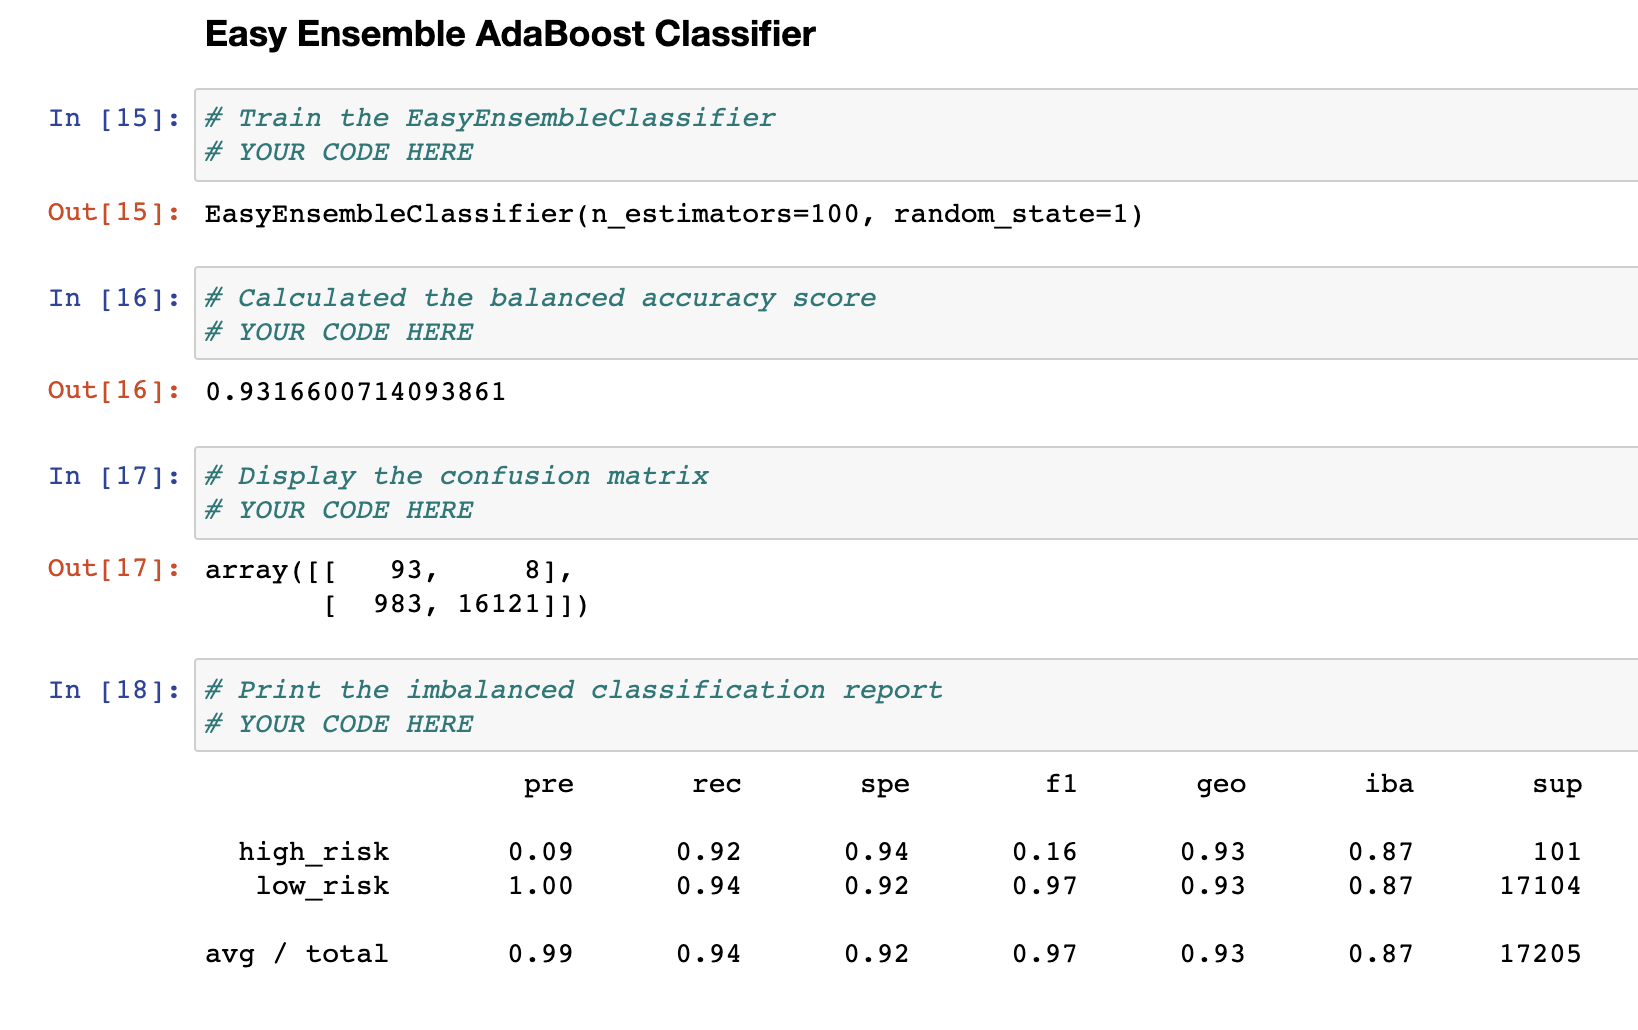 Easy Ensemble AdaBoost Classifier
In [15]: # Train the EasyEnsembleClassifier
# YOUR CODE HERE
Out[15]: EasyEnsembleClassifier(n_estimators=100, random_state=1)
In [16]: # Calculated the balanced accuracy score
# YOUR CODE HERE
Out[16]: 0.9316600714093861
In [17]: # Display the confusion matrix
# YOUR CODE HERE
Out[17]: array([[   93,     8],
       [  983, 16121]])
In [18]: # Print the imbalanced classification report
# YOUR CODE HERE
pre rec spe f1 geo iba sup
high_risk 0.09 0.92 0.94 0.16 0.93 0.87 101
low_risk 1.00 0.94 0.92 0.97 0.93 0.87 17104
avg / total 0.99 0.94 0.92 0.97 0.93 0.87 17205